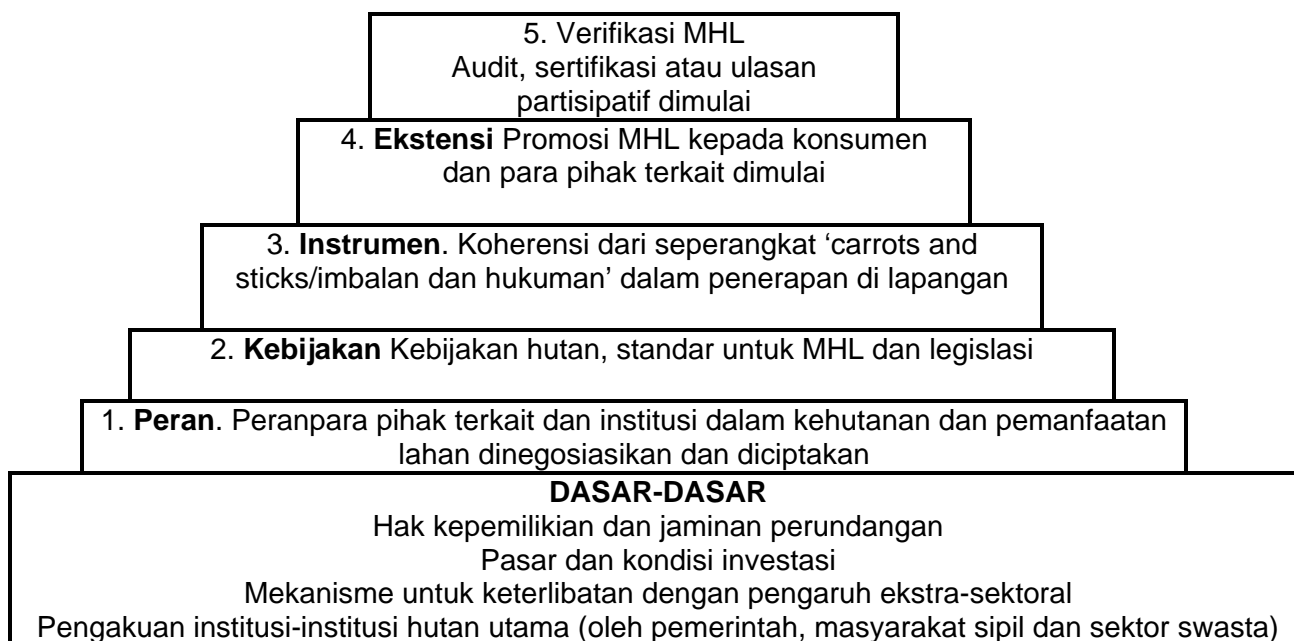 5. Verifikasi MHL
Audit, sertifikasi atau ulasan
partisipatif dimulai
4. Ekstensi Promosi MHL kepada konsumen
dan para pihak terkait dimulai
3. Instrumen. Koherensi dari seperangkat ‘carrots and
sticks/imbalan dan hukuman’ dalam penerapan di lapangan
2. Kebijakan Kebijakan hutan, standar untuk MHL dan legislasi
1. Peran. Peranpara pihak terkait dan institusi dalam kehutanan dan pemanfaatan
lahan dinegosiasikan dan diciptakan
DASAR-DASAR
Hak kepemilikian dan jaminan perundangan
Pasar dan kondisi investasi
Mekanisme untuk keterlibatan dengan pengaruh ekstra-sektoral
Pengakuan institusi-institusi hutan utama (oleh pemerintah, masyarakat sipil dan sektor swasta)